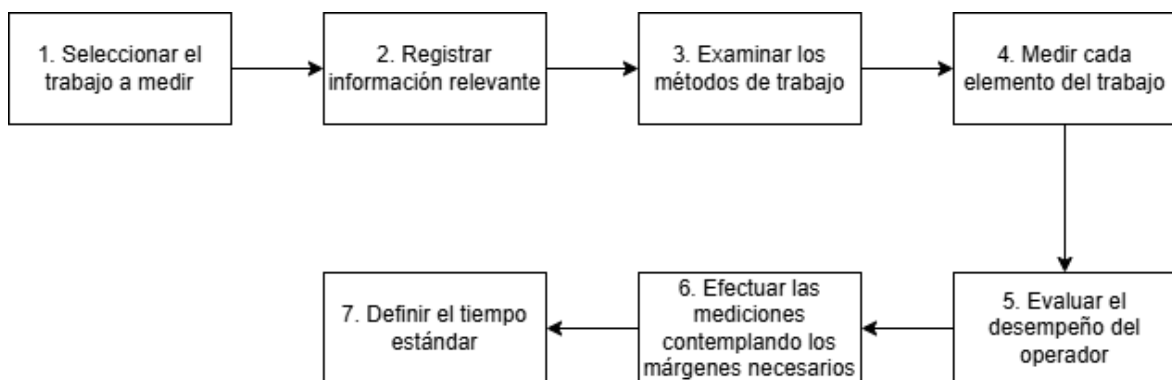 1. Seleccionar el
trabajo a medir
2. Registrar
información relevante
3. Examinar los
métodos de trabajo
4. Medir cada
elemento del trabajo
5. Evaluar el
desempeño del
operador
6. Efectuar las
mediciones
contemplando los
márgenes necesarios
7. Definir el tiempo
estándar